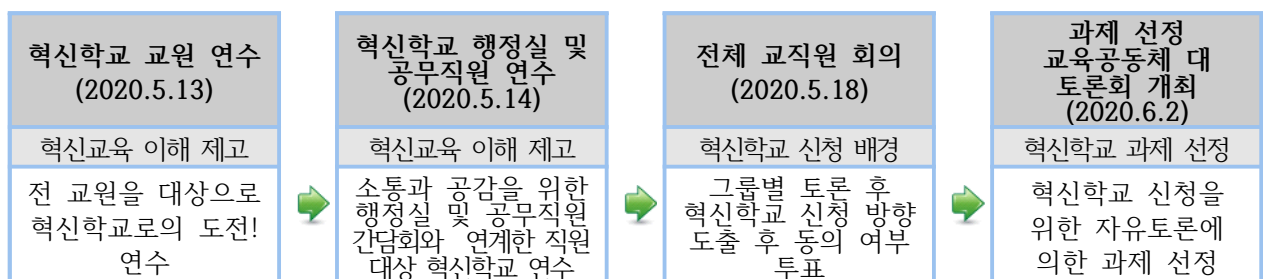 혁신학교 교원 연수
(2020.5.13)
혁신교육 이해 제고
전 교원을 대상으로
혁신학교로의 도전!
연수
혁신학교 행정실 및
공무직원 연수
(2020.5.14)
혁신교육 이해 제고
소통과 공감을 위한
행정실 및 공무직원
간담회와 연계한 직원
대상 혁신학교 연수
전체 교직원 회의
(2020.5.18)
혁신학교 신청 배경
그룹별 토론 후
혁신학교 신청 방향
도출 후 동의 여부
투표
과제 선정
교육공동체 대
토론회 개최
(2020.6.2)
혁신학교 과제 선정
혁신학교 신청을
위한 자유토론에
의한 과제 선정